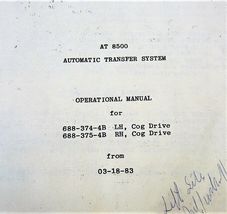 AT 8500
AUTOMATIC TRANSFER SYSTEM
OPERATIONAL MANUAL
for
688-374-4B LH, Cog Drive
688-375-4B RH, Cog Drive
from
03-18-83
Left Side